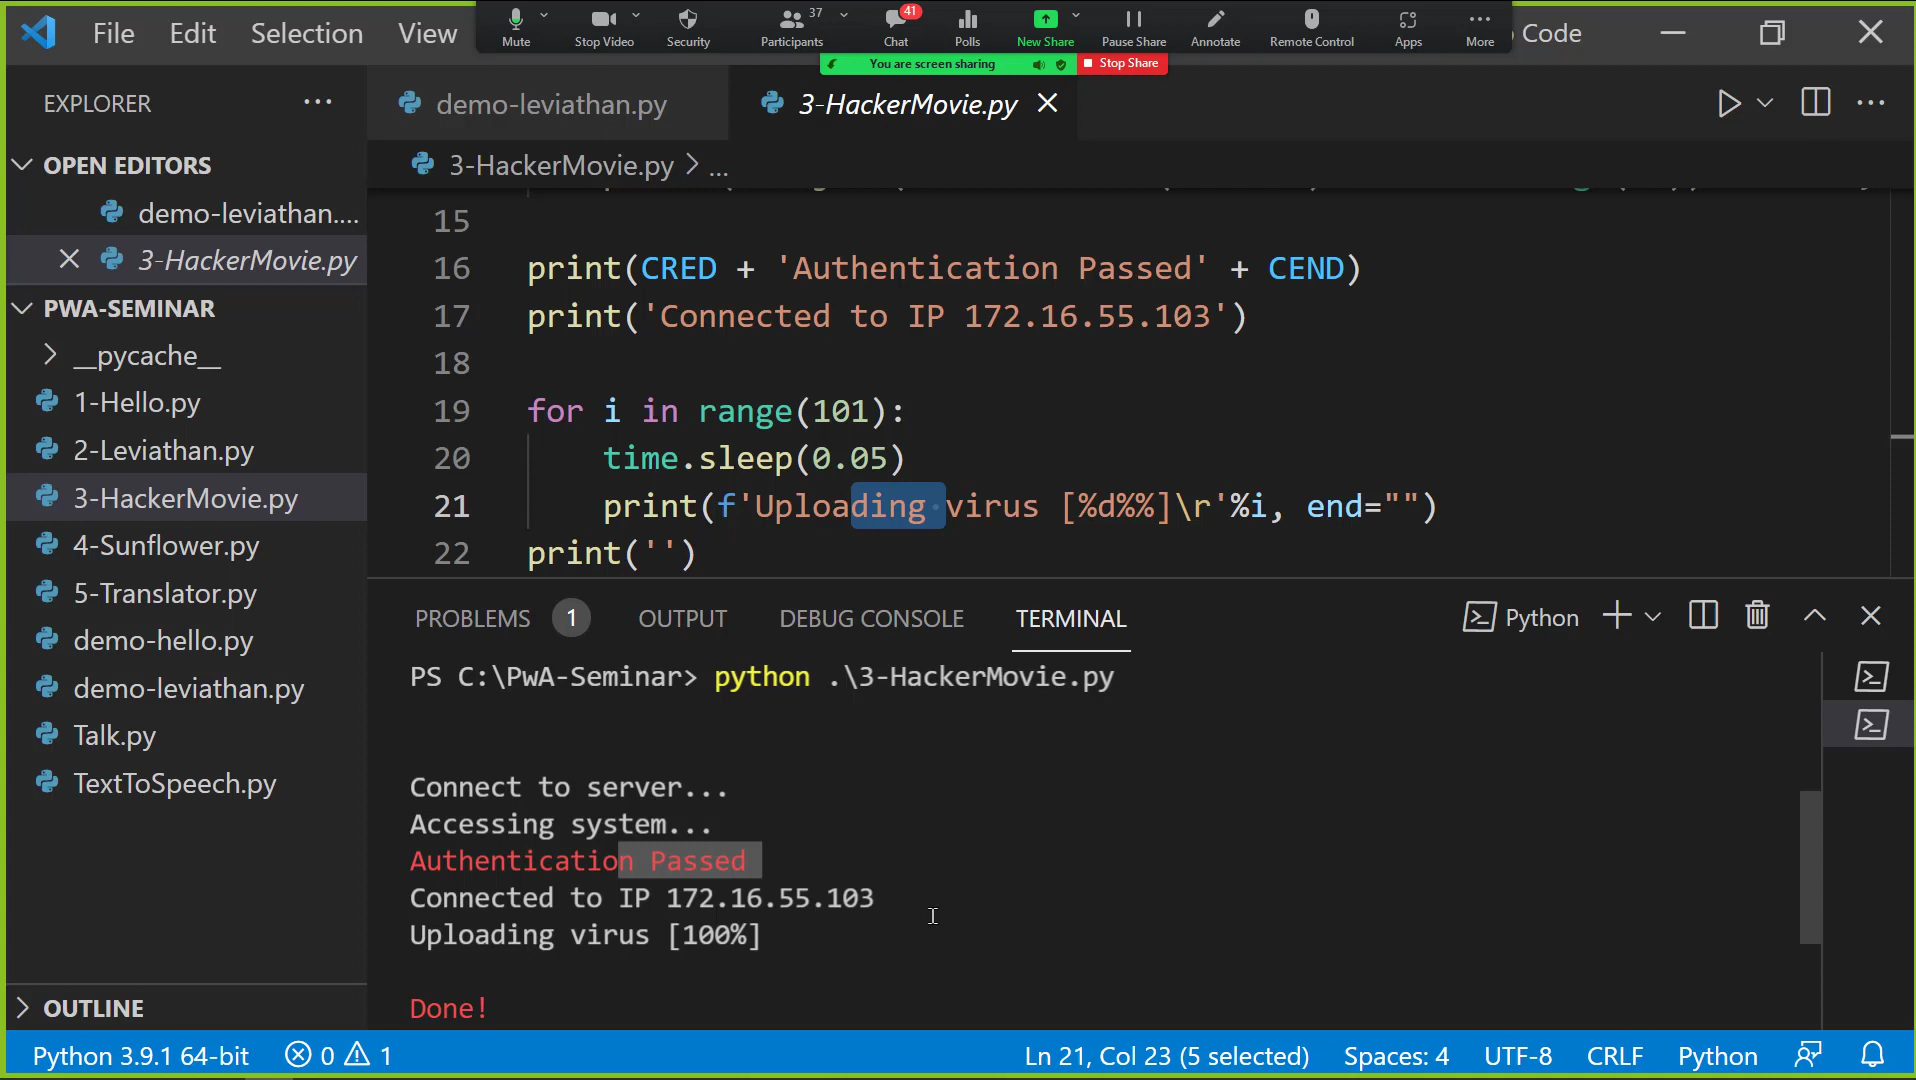 File Edit Selection View
Code
Mute
Stop Video
Security
Participants 37
Chat 41
Polls
New Share
Pause Share
Annotate
Remote Control
Apps
More
You are screen sharing
Stop Share
EXPLORER
demo-leviathan.py
3-HackerMovie.py
OPEN EDITORS
demo-leviathan....
3-HackerMovie.py
PWA-SEMINAR
__pycache__
1-Hello.py
2-Leviathan.py
3-HackerMovie.py
4-Sunflower.py
5-Translator.py
demo-hello.py
demo-leviathan.py
Talk.py
TextToSpeech.py
OUTLINE
3-HackerMovie.py > ...
15
16 print(CRED + 'Authentication Passed' + CEND)
17 print('Connected to IP 172.16.55.103')
18
19 for i in range(101):
20 time.sleep(0.05)
21 print(f'Uploading virus [%d%%]\r'%i, end="")
22 print('')
PROBLEMS 1 OUTPUT DEBUG CONSOLE TERMINAL
Python
PS C:\PwA-Seminar> python .\3-HackerMovie.py
Connect to server...
Accessing system...
Authentication Passed
Connected to IP 172.16.55.103
Uploading virus [100%]
Done!
Python 3.9.1 64-bit 0 1 Ln 21, Col 23 (5 selected) Spaces: 4 UTF-8 CRLF Python